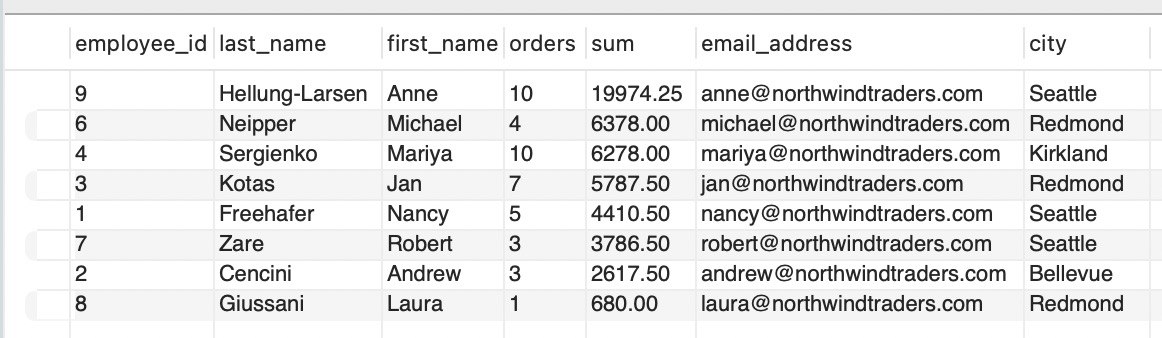 employee_id last_name first_name orders sum email_address city
9 Hellung-Larsen Anne 10 19974.25 anne@northwindtraders.com Seattle
6 Neipper Michael 4 6378.00 michael@northwindtraders.com Redmond
4 Sergienko Mariya 10 6278.00 mariya@northwindtraders.com Kirkland
3 Kotas Jan 7 5787.50 jan@northwindtraders.com Redmond
1 Freehafer Nancy 5 4410.50 nancy@northwindtraders.com Seattle
7 Zare Robert 3 3786.50 robert@northwindtraders.com Seattle
2 Cencini Andrew 3 2617.50 andrew@northwindtraders.com Bellevue
8 Giussani Laura 1 680.00 laura@northwindtraders.com Redmond